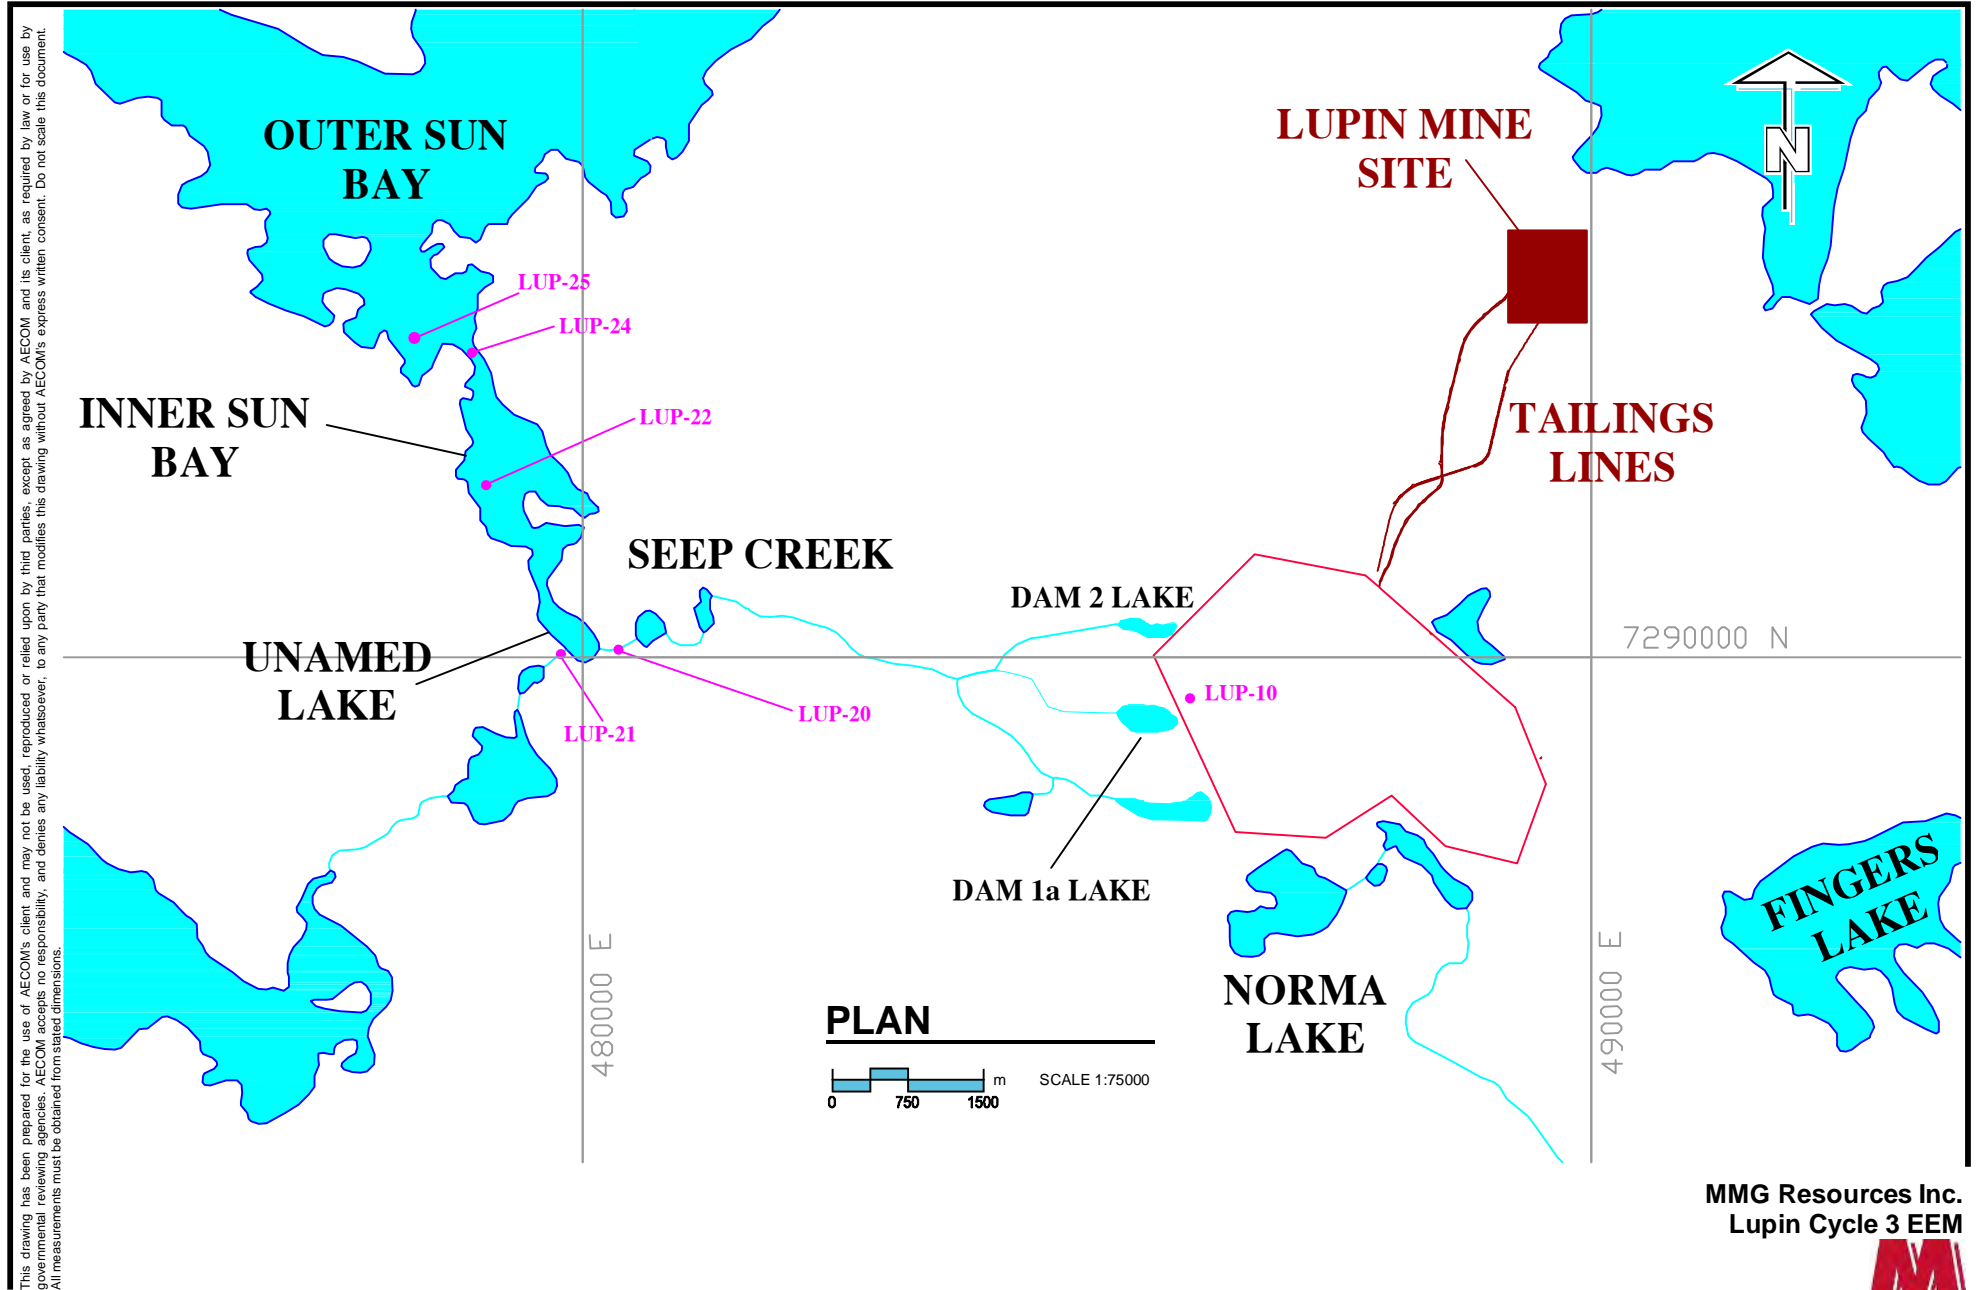 This drawing has been prepared for the use of AECOM's client and may not be used, reproduced or relied upon by third parties, except as agreed by AECOM and its client, as required by law or for use by
governmental reviewing agencies. AECOM accepts no responsibility, and denies any liability whatsoever, to any party that modifies this drawing without AECOM's express written consent. Do not scale this document.
All measurements must be obtained from stated dimensions.
OUTER SUN
BAY
LUPIN MINE
SITE
N
LUP-25
LUP-24
INNER SUN
BAY
LUP-22
TAILINGS
LINES
SEEP CREEK
DAM 2 LAKE
7290000 N
UNAMED
LAKE
LUP-10
LUP-20
LUP-21
DAM 1a LAKE
FINGERS
LAKE
480000 E
490000 E
NORMA
LAKE
PLAN
m
SCALE 1:75000
0 750 1500
MMG Resources Inc.
Lupin Cycle 3 EEM